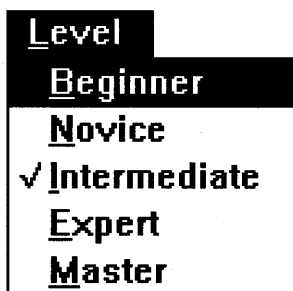 Level
Beginner
Novice
√ Intermediate
Expert
Master